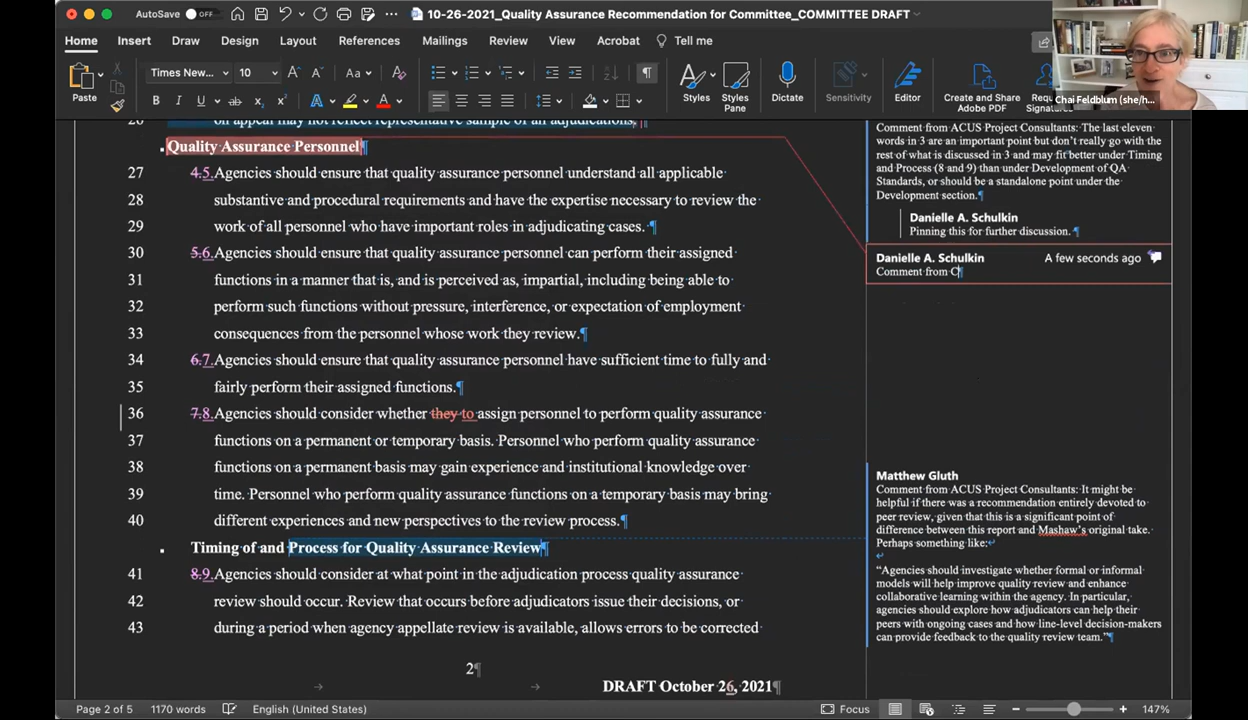 AutoSave OFF 10-26-2021_Quality Assurance Recommendation for Committee_COMMITTEE DRAFT
Home Insert Draw Design Layout References Mailings Review View Acrobat Tell me
Paste
Times New... 10 Aa
B I U ab x₂ x² A A
Styles
Styles Pane
Dictate
Sensitivity
Editor
Create and Share Adobe PDF
Chai Feldblum (she/h...
on appeal may not reflect representative sample of all adjudications.
Quality Assurance Personnel
27 4.5. Agencies should ensure that quality assurance personnel understand all applicable
28 substantive and procedural requirements and have the expertise necessary to review the
29 work of all personnel who have important roles in adjudicating cases.
30 5.6. Agencies should ensure that quality assurance personnel can perform their assigned
31 functions in a manner that is, and is perceived as, impartial, including being able to
32 perform such functions without pressure, interference, or expectation of employment
33 consequences from the personnel whose work they review.
34 6.7. Agencies should ensure that quality assurance personnel have sufficient time to fully and
35 fairly perform their assigned functions.
36 7.8. Agencies should consider whether they to to assign personnel to perform quality assurance
37 functions on a permanent or temporary basis. Personnel who perform quality assurance
38 functions on a permanent basis may gain experience and institutional knowledge over
39 time. Personnel who perform quality assurance functions on a temporary basis may bring
40 different experiences and new perspectives to the review process.
Timing of and Process for Quality Assurance Review
41 8.9. Agencies should consider at what point in the adjudication process quality assurance
42 review should occur. Review that occurs before adjudicators issue their decisions, or
43 during a period when agency appellate review is available, allows errors to be corrected
2
DRAFT October 26, 2021
Comment from ACUS Project Consultants: The last eleven
words in 3 are an important point but don't really go with the
rest of what is discussed in 3 and may fit better under Timing
and Process (8 and 9) than under Development of QA
Standards, or should be a standalone point under the
Development section.
Danielle A. Schulkin
Pinning this for further discussion.
Danielle A. Schulkin A few seconds ago
Comment from C
Matthew Gluth
Comment from ACUS Project Consultants: It might be
helpful if there was a recommendation entirely devoted to
peer review, given that this is a significant point of
difference between this report and Mashaw's original take.
Perhaps something like:
"Agencies should investigate whether formal or informal
models will help improve quality review and enhance
collaborative learning within the agency. In particular,
agencies should explore how adjudicators can help their
peers with ongoing cases and how line-level decision-makers
can provide feedback to the quality review team."
Page 2 of 5 1170 words English (United States) Focus 147%